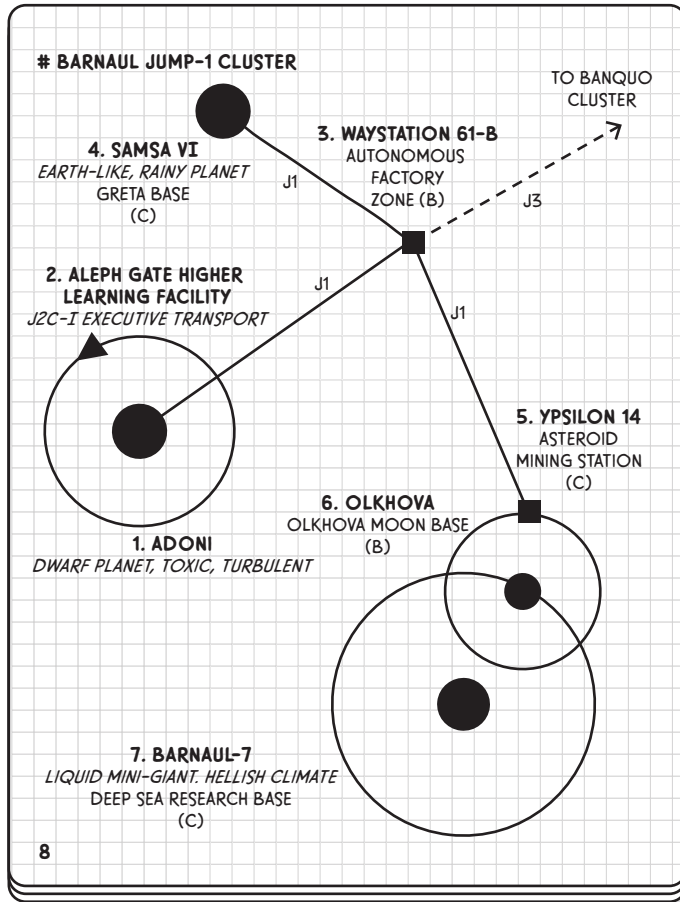 # BARNAUL JUMP-1 CLUSTER
TO BANQUO
CLUSTER
3. WAYSTATION 61-B
AUTONOMOUS
FACTORY
ZONE (B)
4. SAMSA VI
EARTH-LIKE, RAINY PLANET
GRETA BASE
(C)
J1
J3
2. ALEPH GATE HIGHER
LEARNING FACILITY
J2C-I EXECUTIVE TRANSPORT
J1
J1
5. YPSILON 14
ASTEROID
MINING STATION
(C)
6. OLKHOVA
OLKHOVA MOON BASE
(B)
1. ADONI
DWARF PLANET, TOXIC, TURBULENT
7. BARNAUL-7
LIQUID MINI-GIANT. HELLISH CLIMATE
DEEP SEA RESEARCH BASE
(C)
8